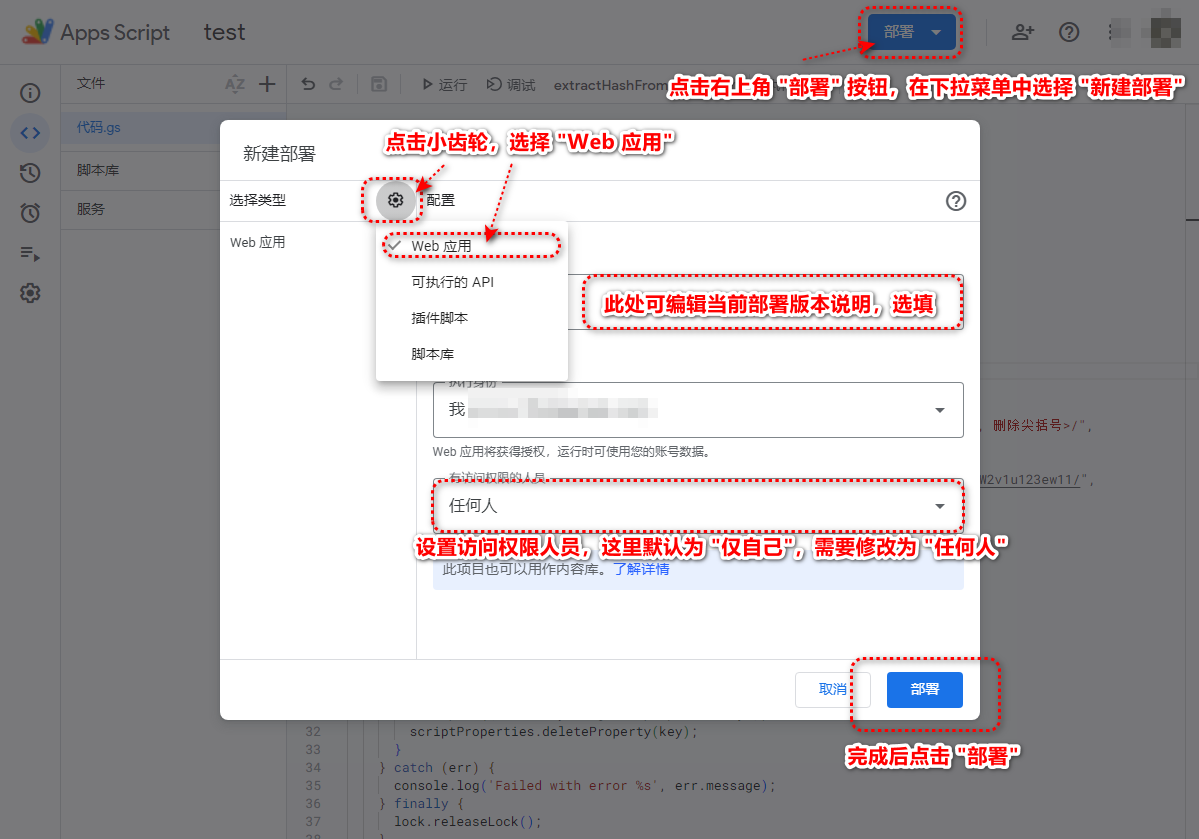 Apps Script test 部署
点击右上角 "部署" 按钮，在下拉菜单中选择 "新建部署"
文件 AZ 运行 调试 extractHashFrom
代码.gs
脚本库
服务
新建部署
点击小齿轮，选择 "Web 应用"
选择类型 配置
Web 应用
Web 应用
可执行的 API
插件脚本
脚本库
此处可编辑当前部署版本说明，选填
执行身份
我
Web 应用将获得授权，运行时可使用您的账号数据。
有访问权限的人员
任何人
设置访问权限人员，这里默认为 "仅自己"，需要修改为 "任何人"
此项目也可以用作内容库。了解详情
，删除尖括号>/",
W2v1u123ew11/",
取消 部署
完成后点击 "部署"
32 scriptProperties.deleteProperty(key);
33 }
34 } catch (err) {
35 console.log('Failed with error %s', err.message);
36 } finally {
37 lock.releaseLock();
38